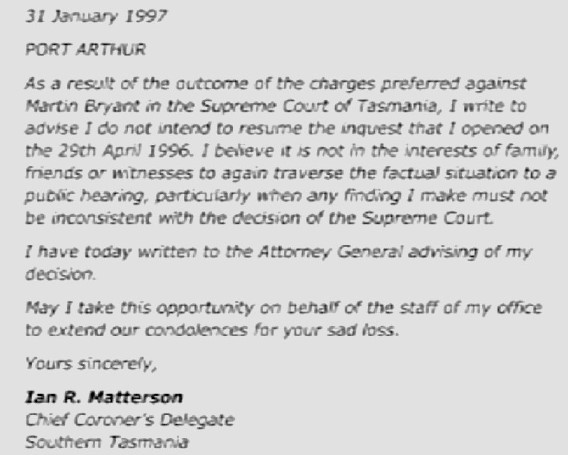 31 January 1997
PORT ARTHUR
As a result of the outcome of the charges preferred against
Martin Bryant in the Supreme Court of Tasmania, I write to
advise I do not intend to resume the inquest that I opened on
the 29th April 1996. I believe it is not in the interests of family,
friends or witnesses to again traverse the factual situation to a
public hearing, particularly when any finding I make must not
be inconsistent with the decision of the Supreme Court.
I have today written to the Attorney General advising of my
decision.
May I take this opportunity on behalf of the staff of my office
to extend our condolences for your sad loss.
Yours sincerely,
Ian R. Matterson
Chief Coroner's Delegate
Southern Tasmania